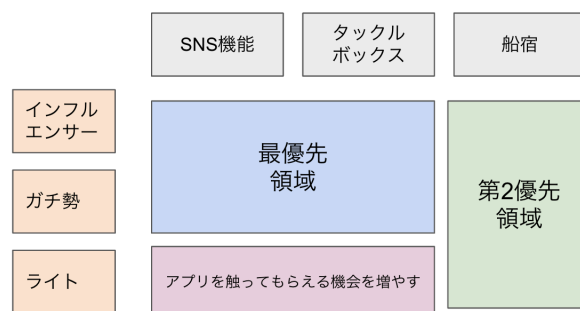 SNS機能
タックル
ボックス
船宿
インフル
エンサー
最優先
領域
第2優先
領域
ガチ勢
ライト
アプリを触ってもらえる機会を増やす